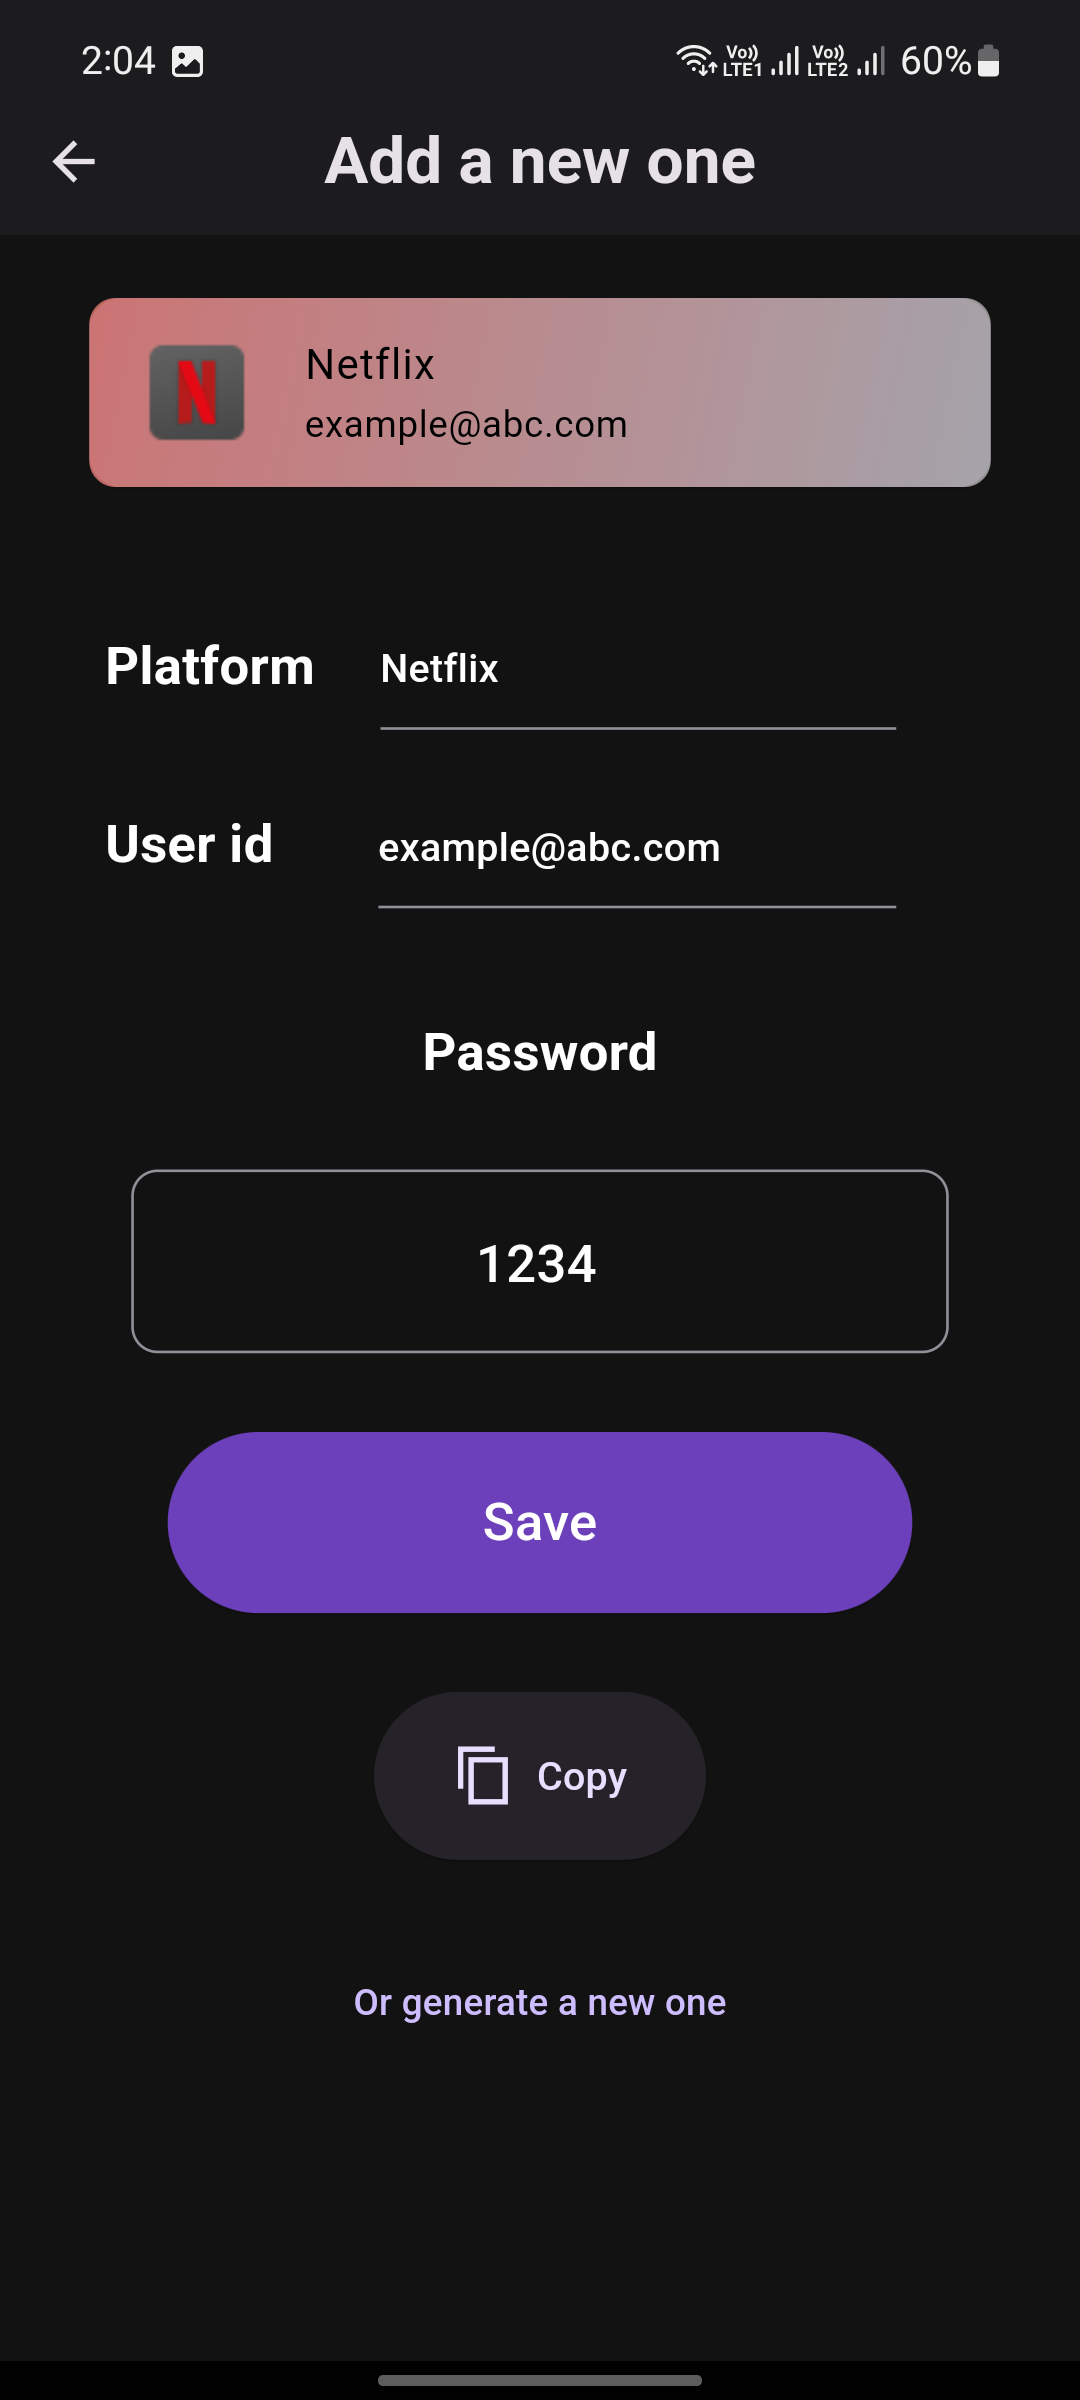 2:04 Vo)) LTE1 Vo)) LTE2 60%
Add a new one
N
Netflix
example@abc.com
Platform Netflix
User id example@abc.com
Password
1234
Save
Copy
Or generate a new one